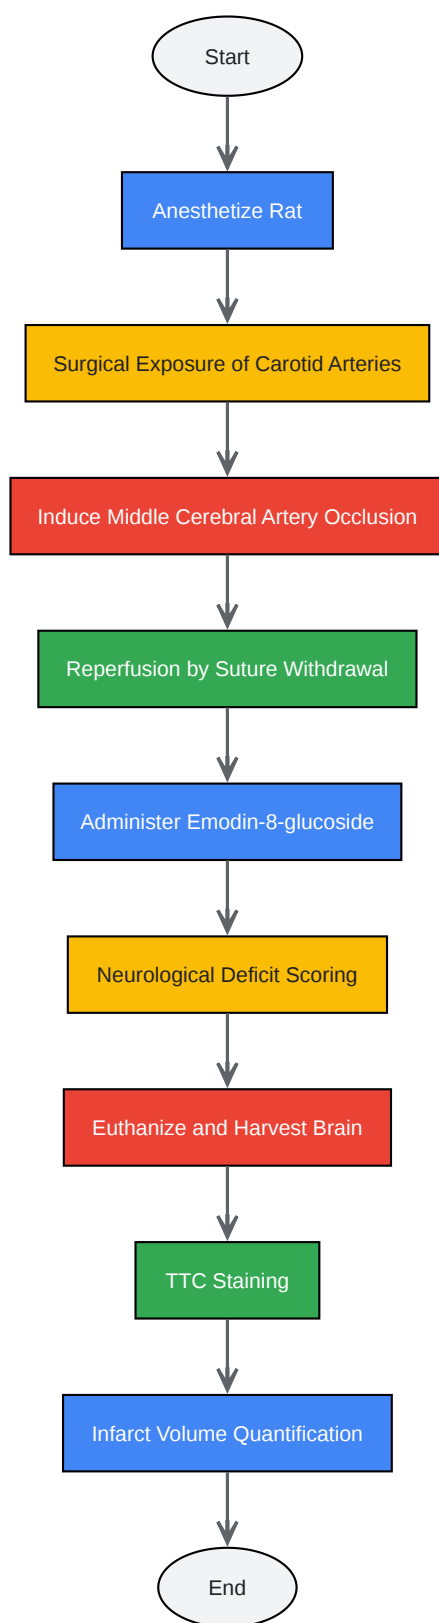 Start
Anesthetize Rat
Surgical Exposure of Carotid Arteries
Induce Middle Cerebral Artery Occlusion
Reperfusion by Suture Withdrawal
Administer Emodin-8-glucoside
Neurological Deficit Scoring
Euthanize and Harvest Brain
TTC Staining
Infarct Volume Quantification
End